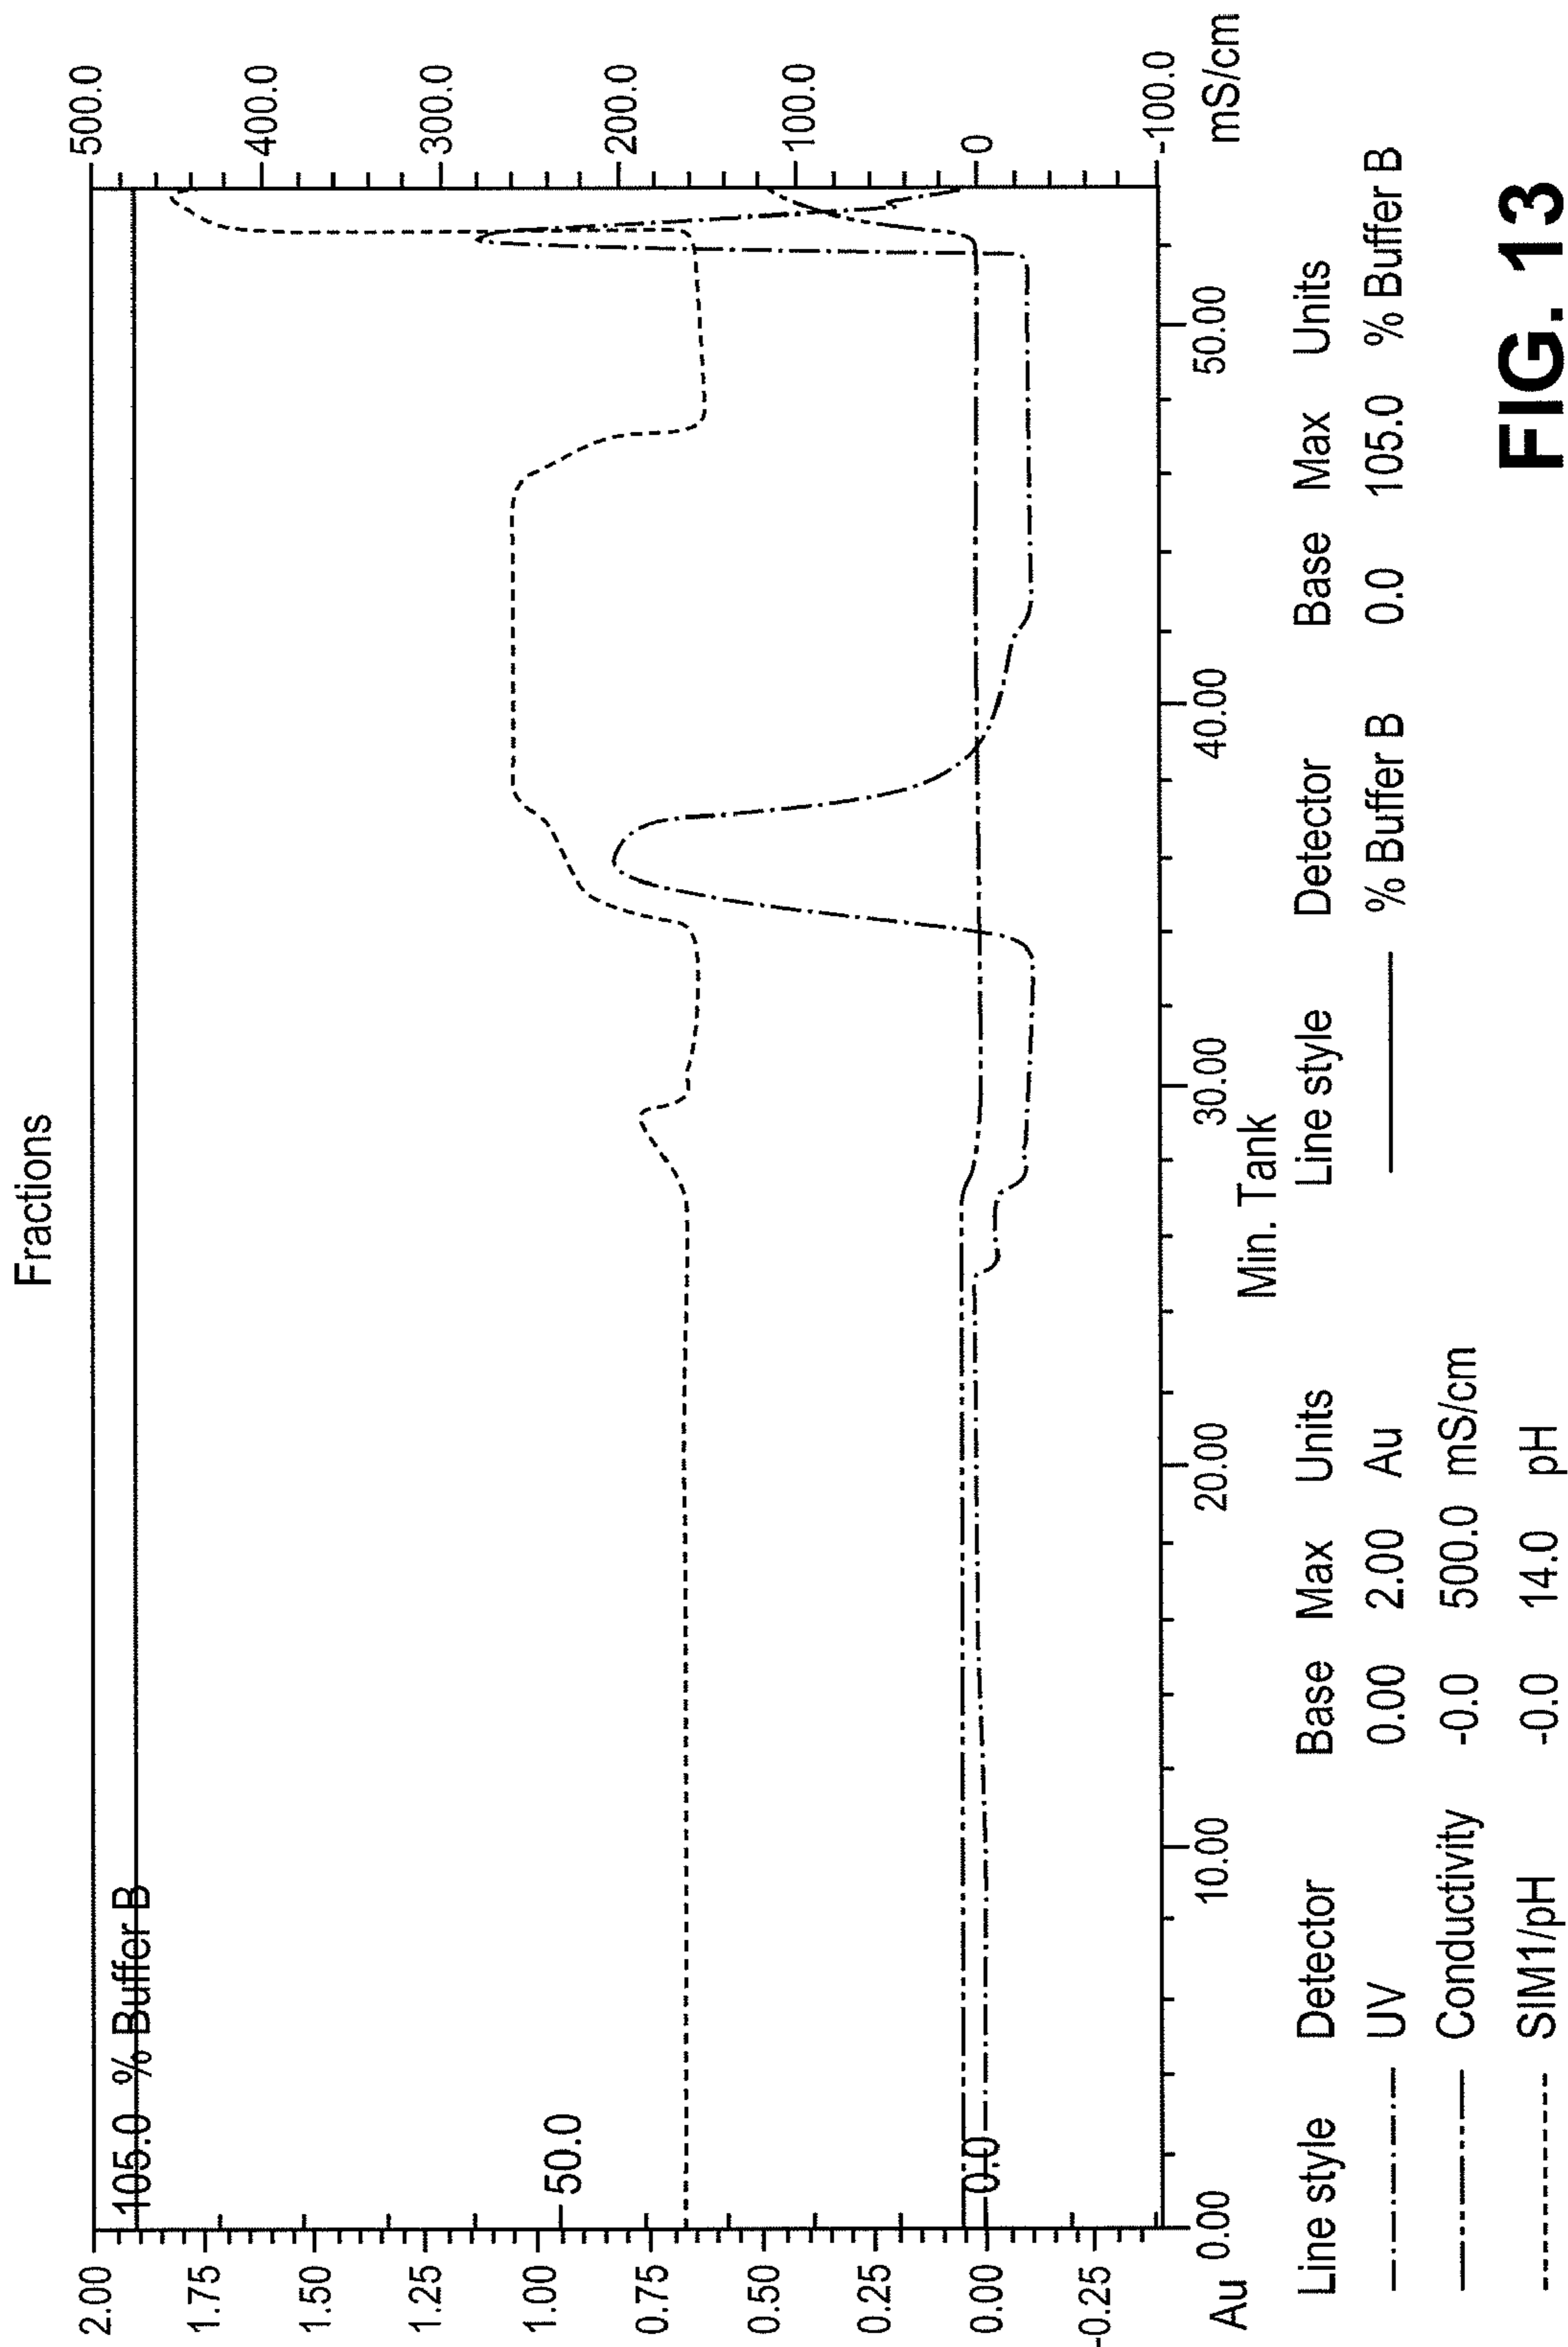 Fractions
105.0 % Buffer B
50.0
0.0
2.00
1.75
1.50
1.25
1.00
0.75
0.50
0.25
0.00
-0.25
Au
500.0
400.0
300.0
200.0
100.0
0
-100.0
mS/cm
0.00 10.00 20.00 30.00 40.00 50.00
Min. Tank
Line style Detector Base Max Units Line style Detector Base Max Units
UV 0.00 2.00 Au % Buffer B 0.0 105.0 % Buffer B
Conductivity -0.0 500.0 mS/cm
SIM1/pH -0.0 14.0 pH
FIG. 13